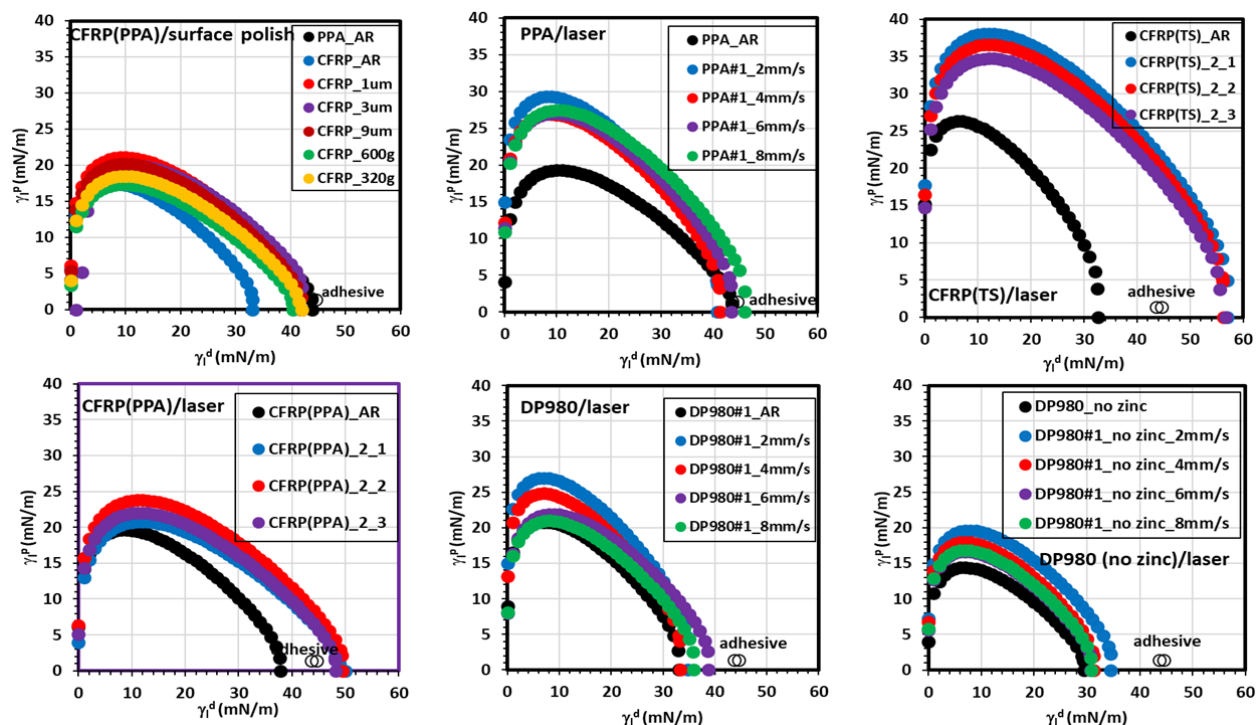 CFRP(PPA)/surface polish
PPA_AR
CFRP_AR
CFRP_1um
CFRP_3um
CFRP_9um
CFRP_600g
CFRP_320g
adhesive
40
35
30
25
20
15
10
5
0
γₗᵖ (mN/m)
0 10 20 30 40 50 60
γₗᵈ (mN/m)
PPA/laser
PPA_AR
PPA#1_2mm/s
PPA#1_4mm/s
PPA#1_6mm/s
PPA#1_8mm/s
adhesive
40
35
30
25
20
15
10
5
0
γₗᵖ (mN/m)
0 10 20 30 40 50 60
γₗᵈ (mN/m)
CFRP(TS)_AR
CFRP(TS)_2_1
CFRP(TS)_2_2
CFRP(TS)_2_3
adhesive
CFRP(TS)/laser
40
35
30
25
20
15
10
5
0
γₗᵖ (mN/m)
0 10 20 30 40 50 60
γₗᵈ (mN/m)
CFRP(PPA)/laser
CFRP(PPA)_AR
CFRP(PPA)_2_1
CFRP(PPA)_2_2
CFRP(PPA)_2_3
dhesive
40
35
30
25
20
15
10
5
0
γₗᵖ (mN/m)
0 10 20 30 40 50 60
γₗᵈ (mN/m)
DP980/laser
DP980#1_AR
DP980#1_2mm/s
DP980#1_4mm/s
DP980#1_6mm/s
DP980#1_8mm/s
adhesive
40
35
30
25
20
15
10
5
0
γₗᵖ (mN/m)
0 10 20 30 40 50 60
γₗᵈ (mN/m)
DP980_no zinc
DP980#1_no zinc_2mm/s
DP980#1_no zinc_4mm/s
DP980#1_no zinc_6mm/s
DP980#1_no zinc_8mm/s
DP980 (no zinc)/laser
adhesive
40
35
30
25
20
15
10
5
0
γₗᵖ (mN/m)
0 10 20 30 40 50 60
γₗᵈ (mN/m)